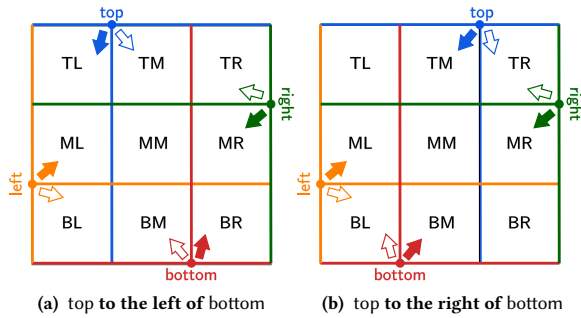 top
top
TL TM TR
TL TM TR
right
right
ML MM MR
ML MM MR
left
left
BL BM BR
BL BM BR
bottom
bottom
(a) top to the left of bottom
(b) top to the right of bottom